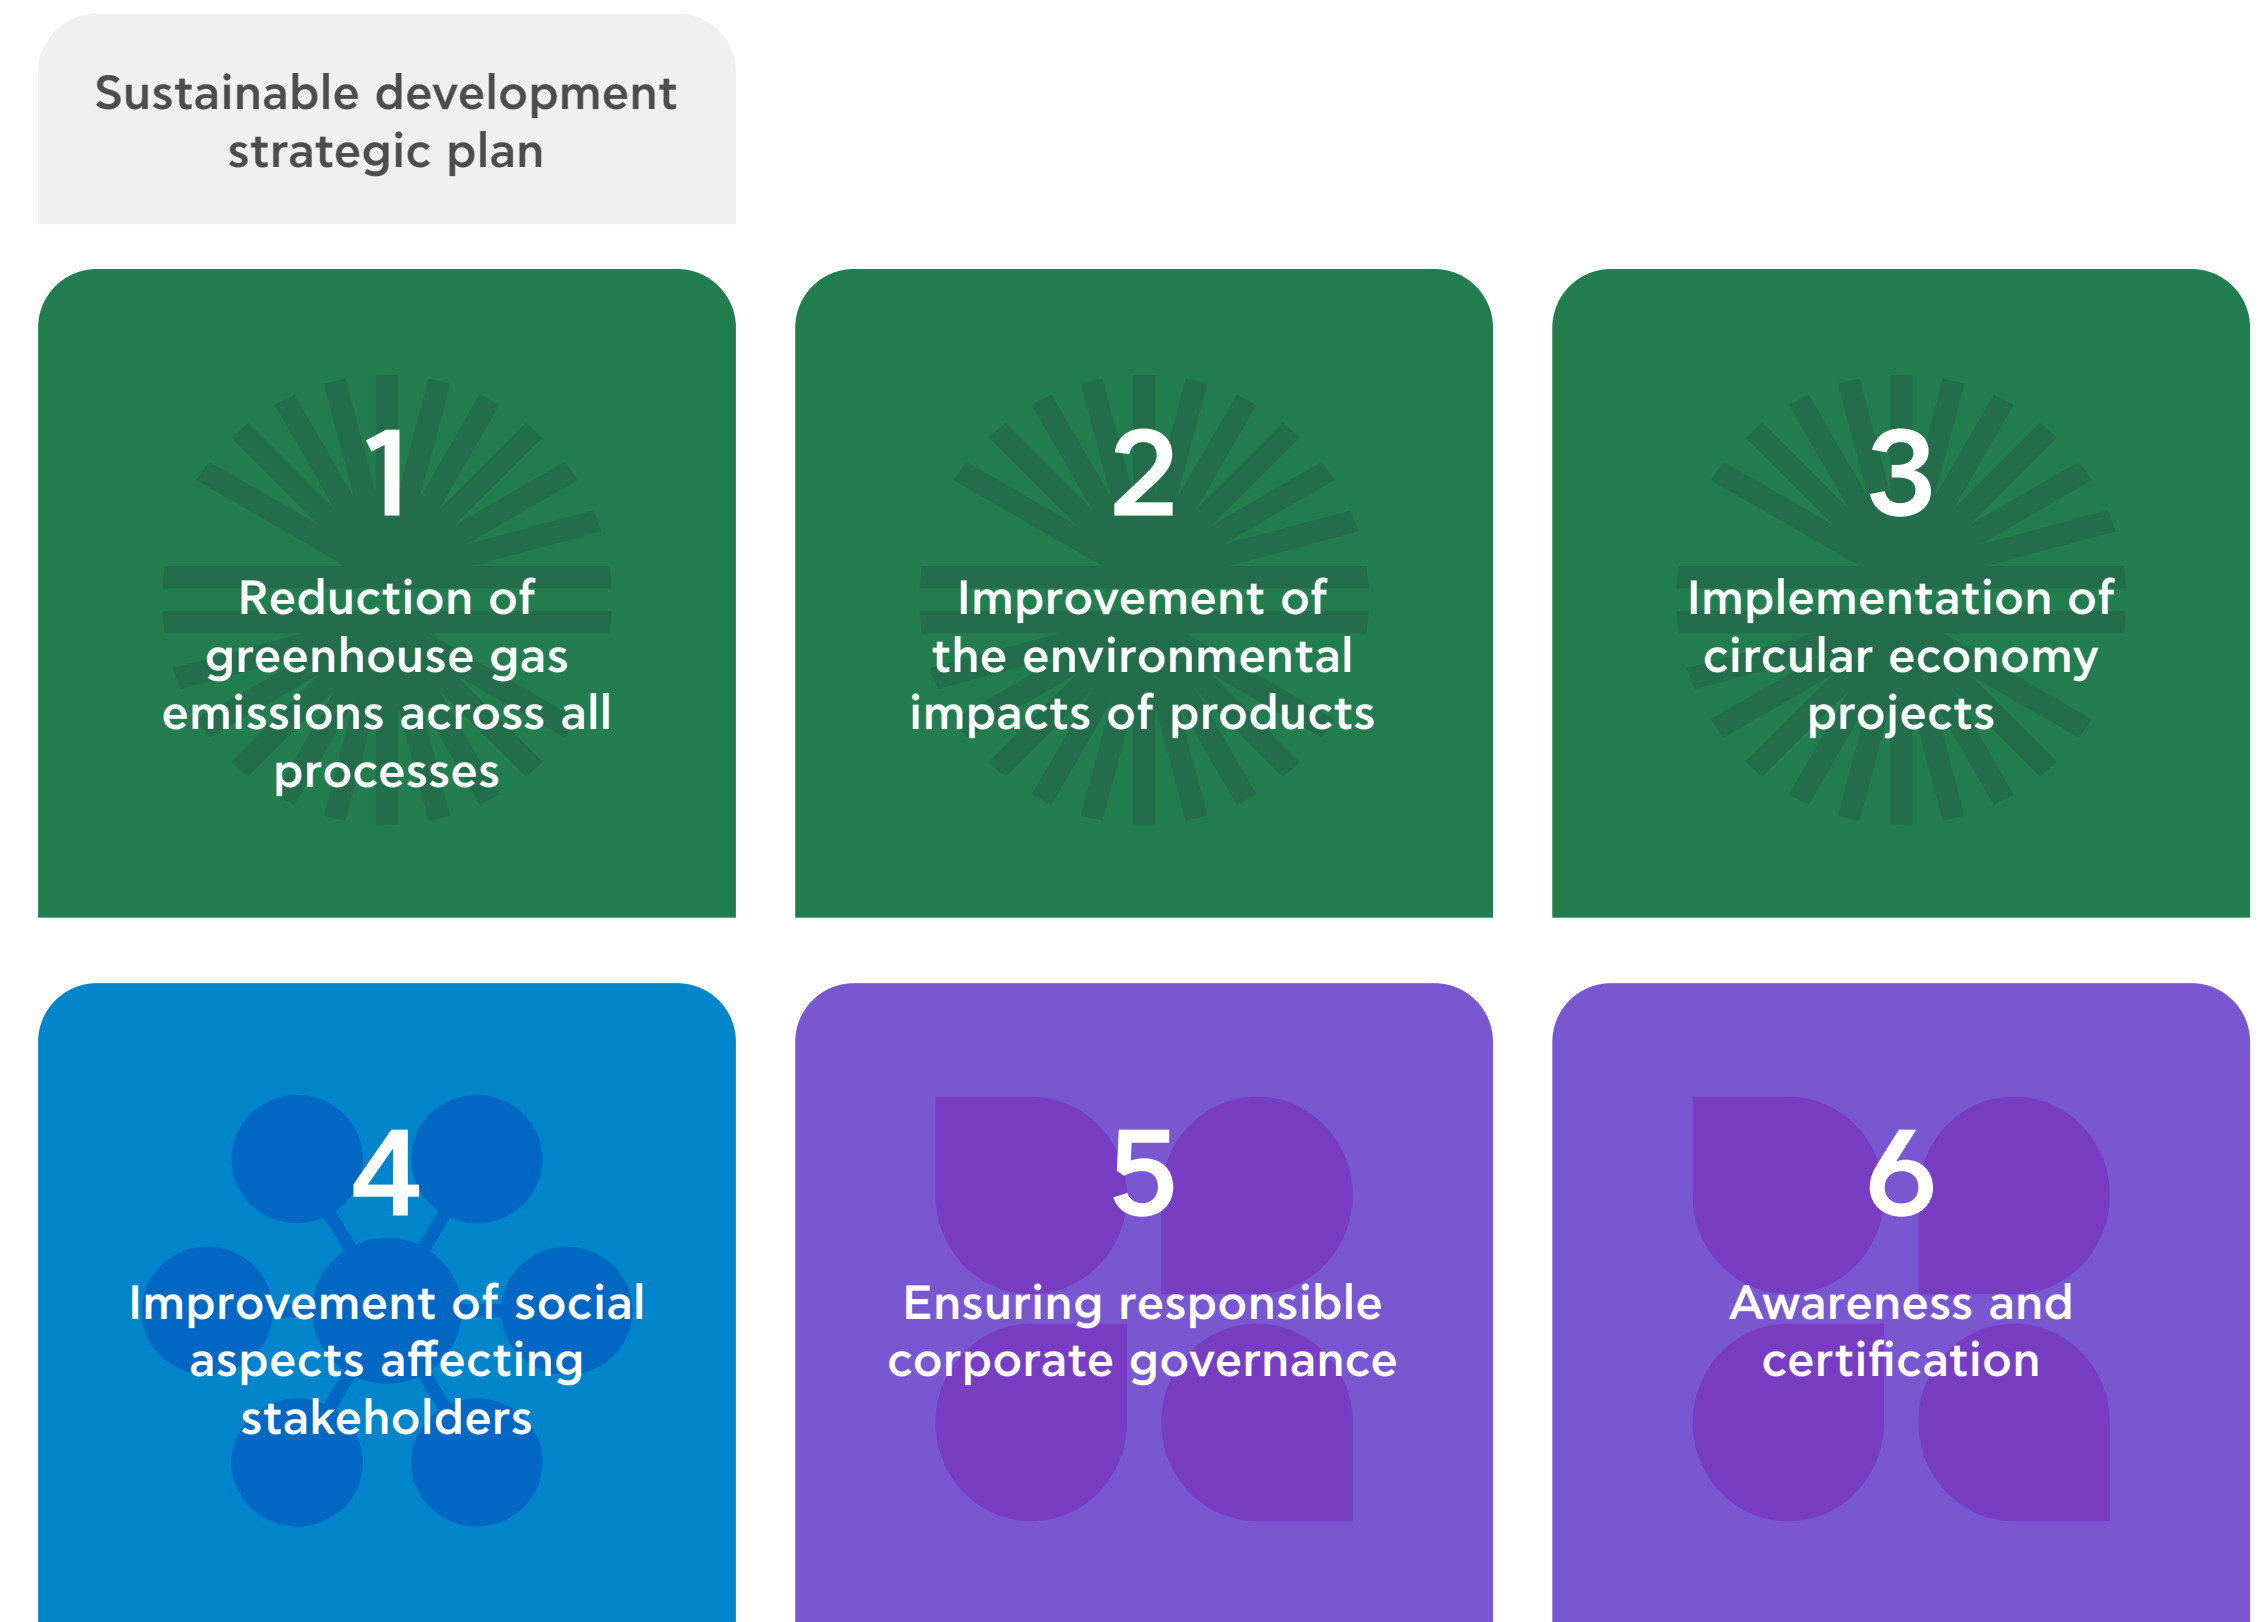 Sustainable development
strategic plan
1
Reduction of
greenhouse gas
emissions across all
processes
2
Improvement of
the environmental
impacts of products
3
Implementation of
circular economy
projects
4
Improvement of social
aspects affecting
stakeholders
5
Ensuring responsible
corporate governance
6
Awareness and
certification